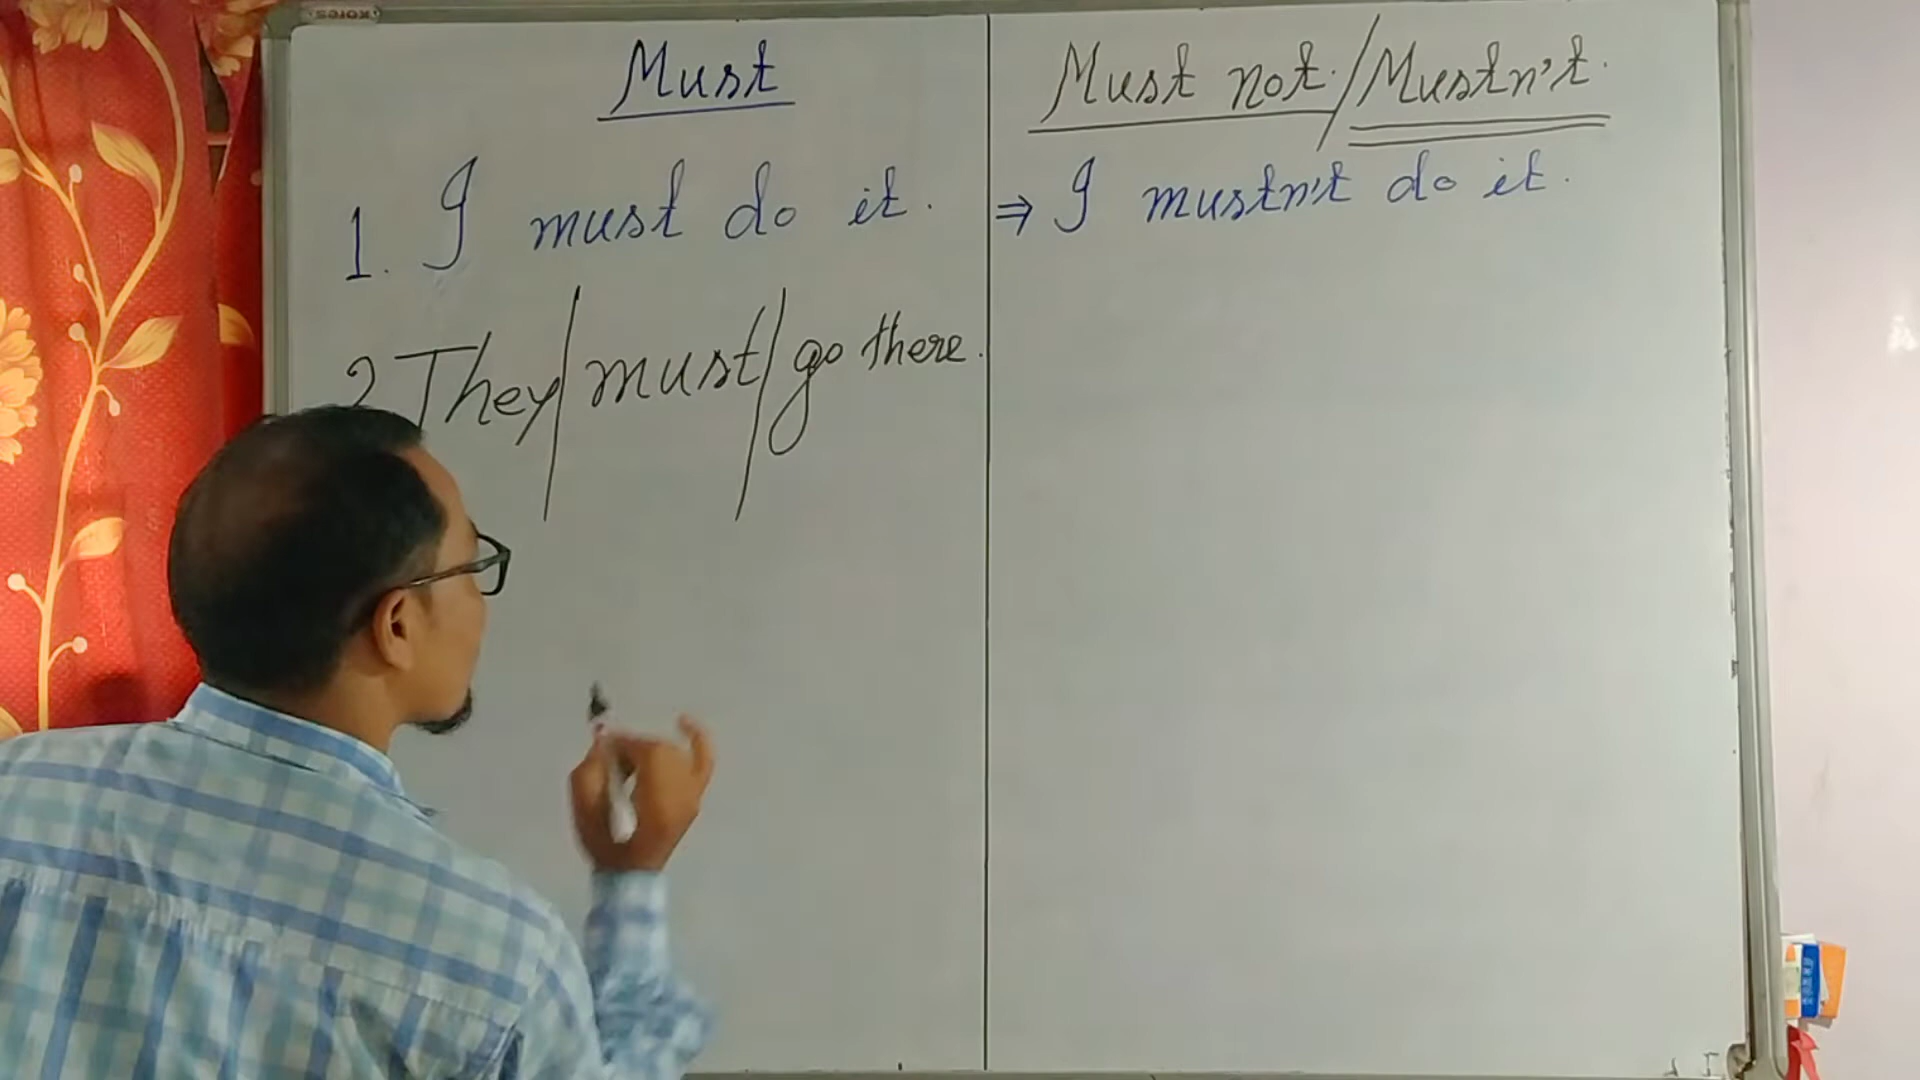 Must
Must not. / Mustn't.
1. I must do it. ⇒ I mustn't do it.
2 They / must / go there.